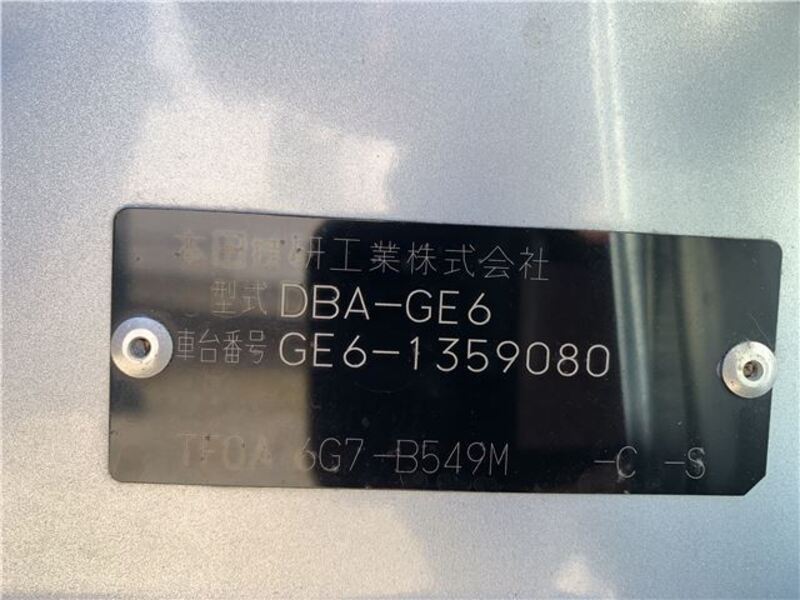 本田技研工業株式会社
型式 DBA-GE6
車台番号 GE6-1359080
TF0A 6G7-B549M -C -S